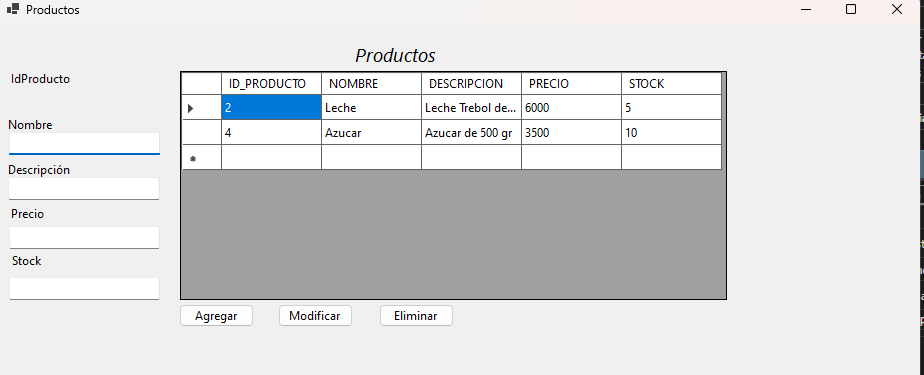 Productos
Productos
IdProducto
Nombre
Descripción
Precio
Stock
ID_PRODUCTO NOMBRE DESCRIPCION PRECIO STOCK
2 Leche Leche Trebol de... 6000 5
4 Azucar Azucar de 500 gr 3500 10
Agregar Modificar Eliminar